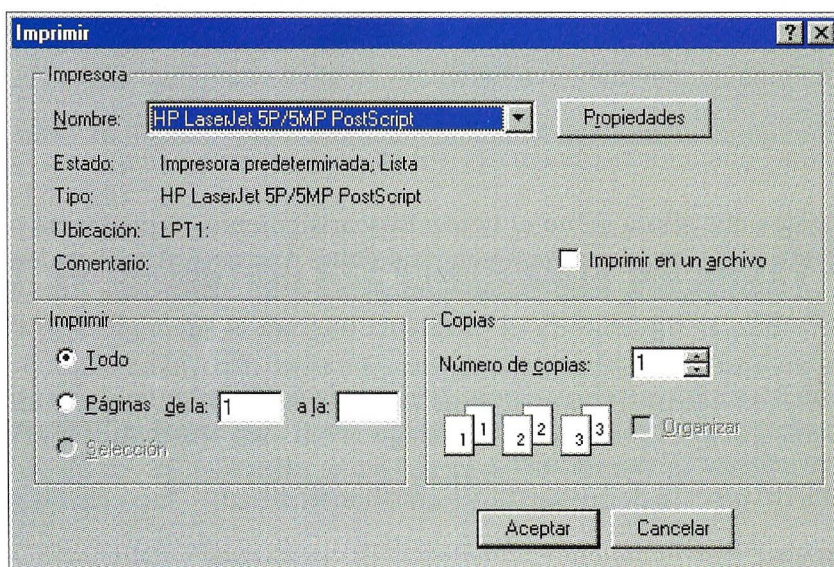 Imprimir
Impresora
Nombre: HP LaserJet 5P/5MP PostScript Propiedades
Estado: Impresora predeterminada; Lista
Tipo: HP LaserJet 5P/5MP PostScript
Ubicación: LPT1:
Comentario: Imprimir en un archivo
Imprimir
Todo
Páginas de la: 1 a la:
Selección
Copias
Número de copias: 1
1 1 2 2 3 3 Organizar
Aceptar Cancelar